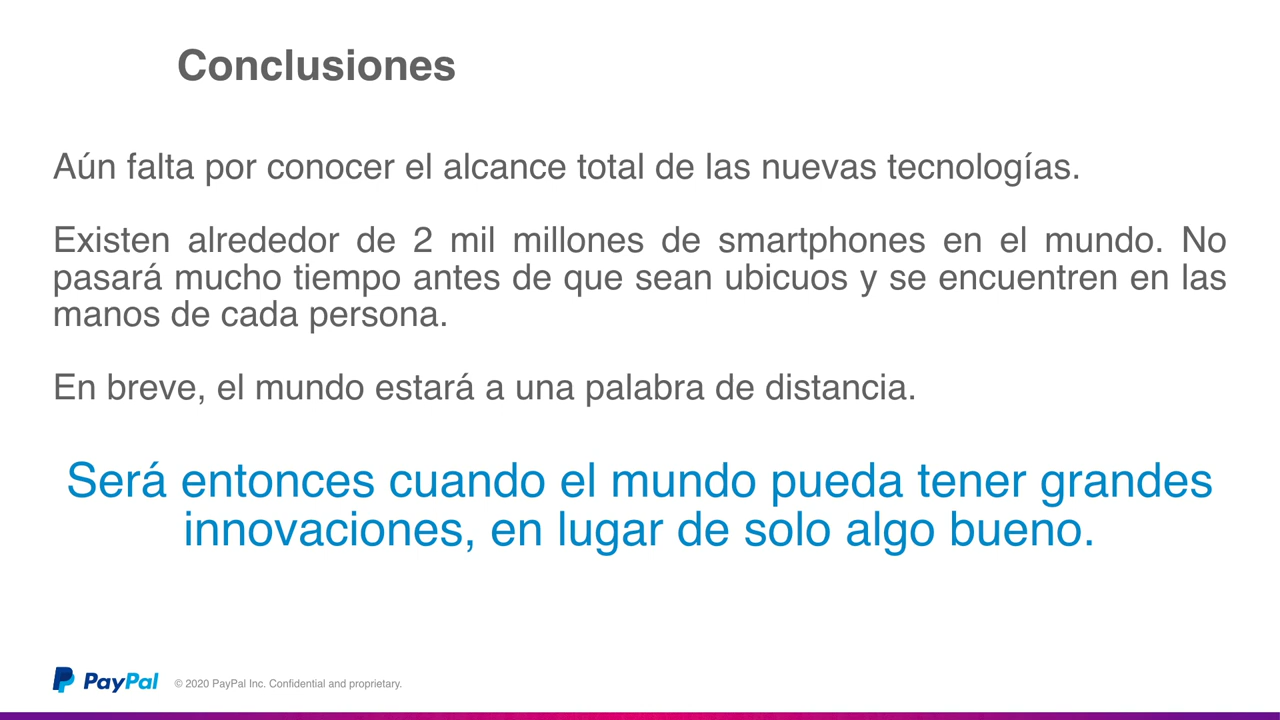 Conclusiones
Aún falta por conocer el alcance total de las nuevas tecnologías.
Existen alrededor de 2 mil millones de smartphones en el mundo. No
pasará mucho tiempo antes de que sean ubicuos y se encuentren en las
manos de cada persona.
En breve, el mundo estará a una palabra de distancia.
Será entonces cuando el mundo pueda tener grandes
innovaciones, en lugar de solo algo bueno.
PayPal © 2020 PayPal Inc. Confidential and proprietary.